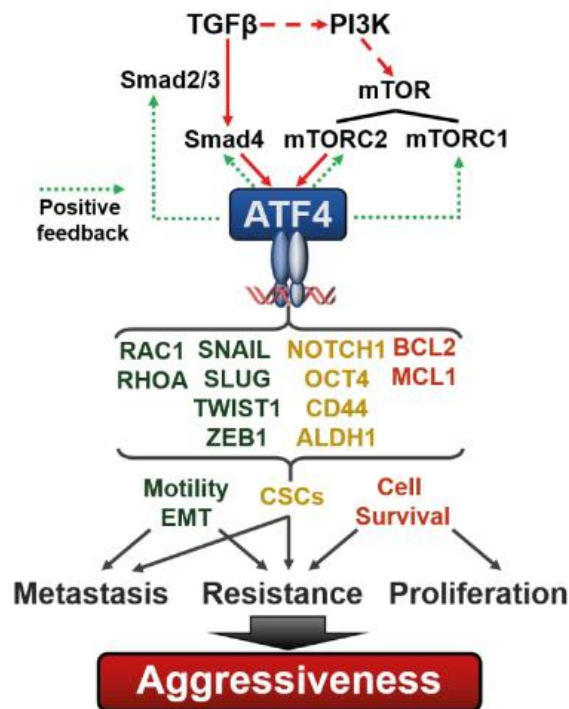 TGFβ PI3K
Smad2/3 mTOR
Smad4 mTORC2 mTORC1
Positive
feedback
ATF4
RAC1 SNAIL NOTCH1 BCL2
RHOA SLUG OCT4 MCL1
TWIST1 CD44
ZEB1 ALDH1
Motility
EMT
CSCs
Cell
Survival
Metastasis Resistance Proliferation
Aggressiveness